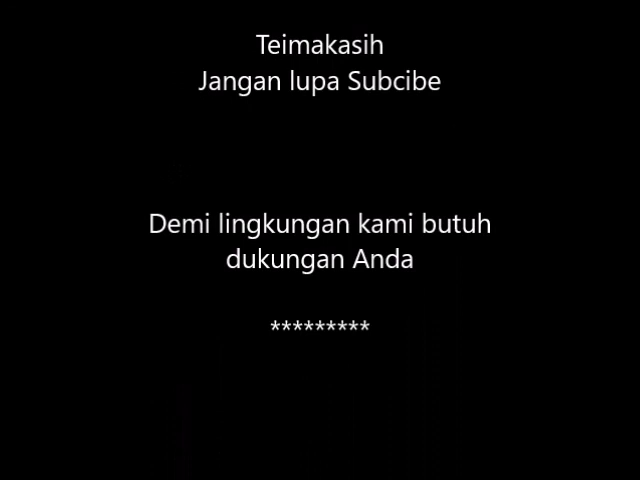 Teimakasih
Jangan lupa Subcibe
Demi lingkungan kami butuh
dukungan Anda
*********